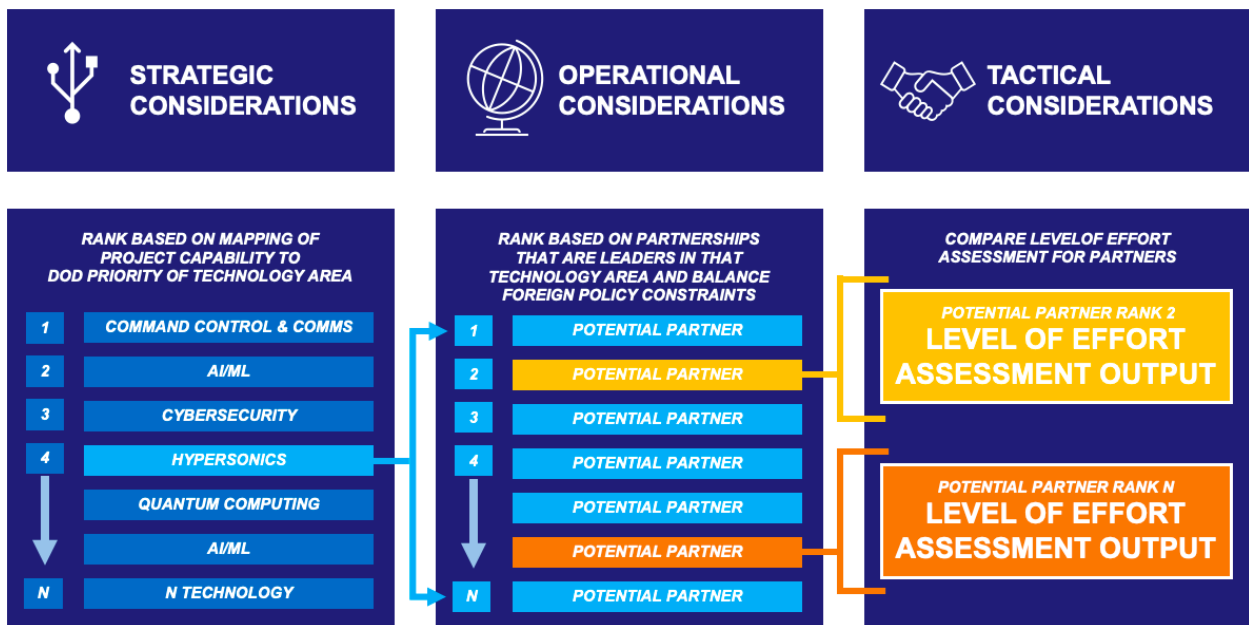 STRATEGIC
CONSIDERATIONS
OPERATIONAL
CONSIDERATIONS
TACTICAL
CONSIDERATIONS
RANK BASED ON MAPPING OF
PROJECT CAPABILITY TO
DOD PRIORITY OF TECHNOLOGY AREA
1
COMMAND CONTROL & COMMS
2
AI/ML
3
CYBERSECURITY
4
HYPERSONICS
QUANTUM COMPUTING
AI/ML
N
N TECHNOLOGY
RANK BASED ON PARTNERSHIPS
THAT ARE LEADERS IN THAT
TECHNOLOGY AREA AND BALANCE
FOREIGN POLICY CONSTRAINTS
1
POTENTIAL PARTNER
2
POTENTIAL PARTNER
3
POTENTIAL PARTNER
4
POTENTIAL PARTNER
POTENTIAL PARTNER
POTENTIAL PARTNER
N
POTENTIAL PARTNER
COMPARE LEVELOF EFFORT
ASSESSMENT FOR PARTNERS
POTENTIAL PARTNER RANK 2
LEVEL OF EFFORT
ASSESSMENT OUTPUT
POTENTIAL PARTNER RANK N
LEVEL OF EFFORT
ASSESSMENT OUTPUT